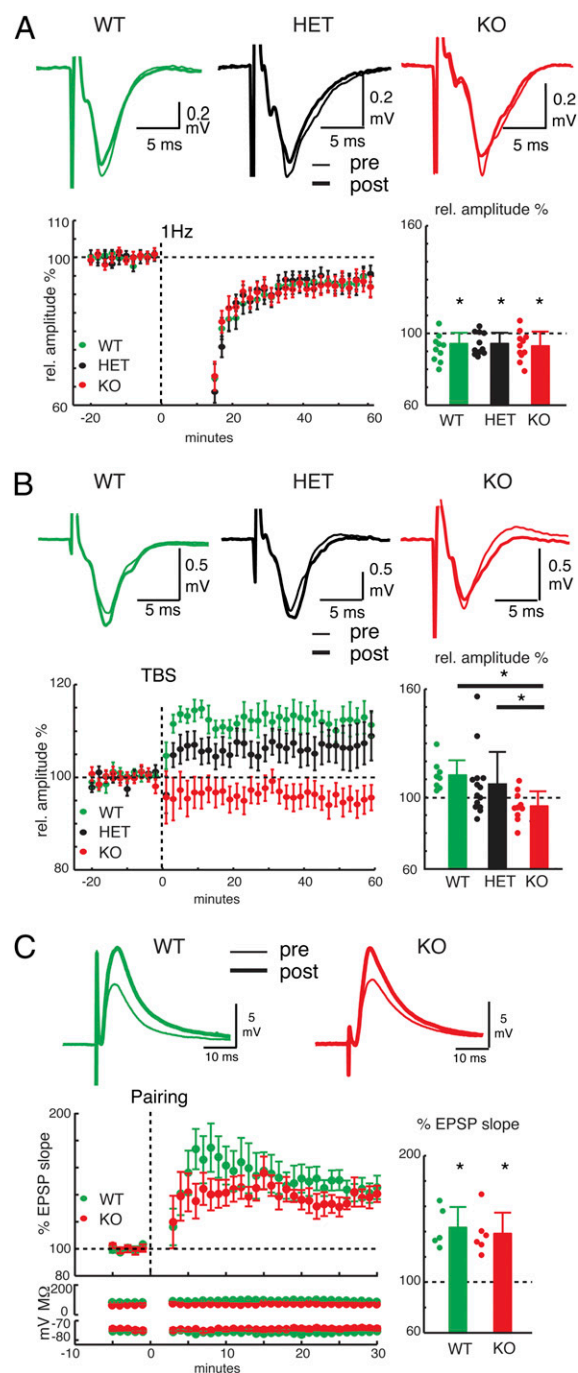 A
WT HET KO
0.2 mV
5 ms
0.2 mV
5 ms
0.2 mV
5 ms
pre
post
1Hz
rel. amplitude %
110
100
60
WT
HET
KO
-20 0 20 40 60
minutes
rel. amplitude %
160
100
60
* * *
WT HET KO
B
WT HET KO
0.5 mV
5 ms
0.5 mV
5 ms
0.5 mV
5 ms
pre
post
TBS
rel. amplitude %
120
100
80
WT
HET
KO
-20 0 20 40 60
minutes
rel. amplitude %
160
100
60
*
*
WT HET KO
C
WT KO
pre
post
5 mV
10 ms
5 mV
10 ms
Pairing
% EPSP slope
200
100
80
WT
KO
MΩ
200
0
mV
-70
-80
-10 0 10 20 30
minutes
% EPSP slope
200
100
60
* *
WT KO